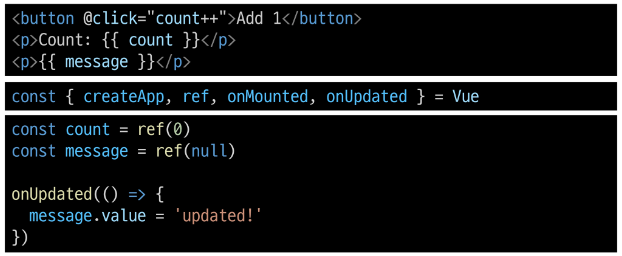 <button @click="count++">Add 1</button>
<p>Count: {{ count }}</p>
<p>{{ message }}</p>
const { createApp, ref, onMounted, onUpdated } = Vue
const count = ref(0)
const message = ref(null)
onUpdated(() => {
  message.value = 'updated!'
})